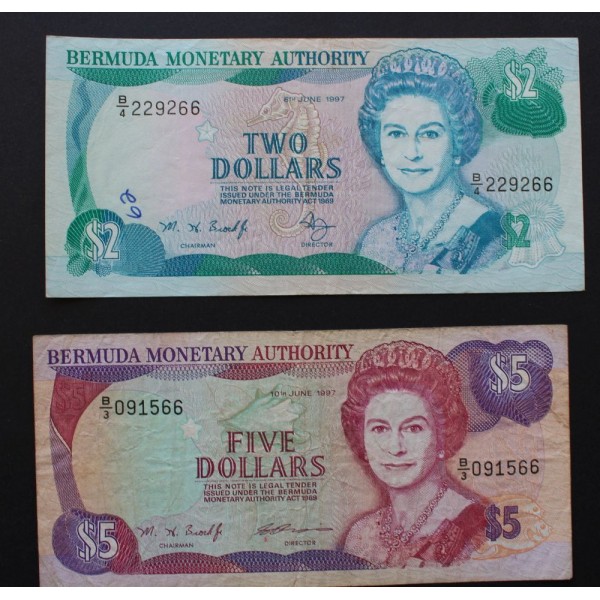 BERMUDA MONETARY AUTHORITY
$2
B/4 229266
6th JUNE 1997
TWO
DOLLARS
B/4 229266
THIS NOTE IS LEGAL TENDER
ISSUED UNDER THE BERMUDA
MONETARY AUTHORITY ACT 1969
62
$2
$2
CHAIRMAN
DIRECTOR
BERMUDA MONETARY AUTHORITY
$5
$5
B/3 091566
10th JUNE 1997
FIVE
DOLLARS
B/3 091566
THIS NOTE IS LEGAL TENDER
ISSUED UNDER THE BERMUDA
MONETARY AUTHORITY ACT 1969
$5
$5
CHAIRMAN
DIRECTOR